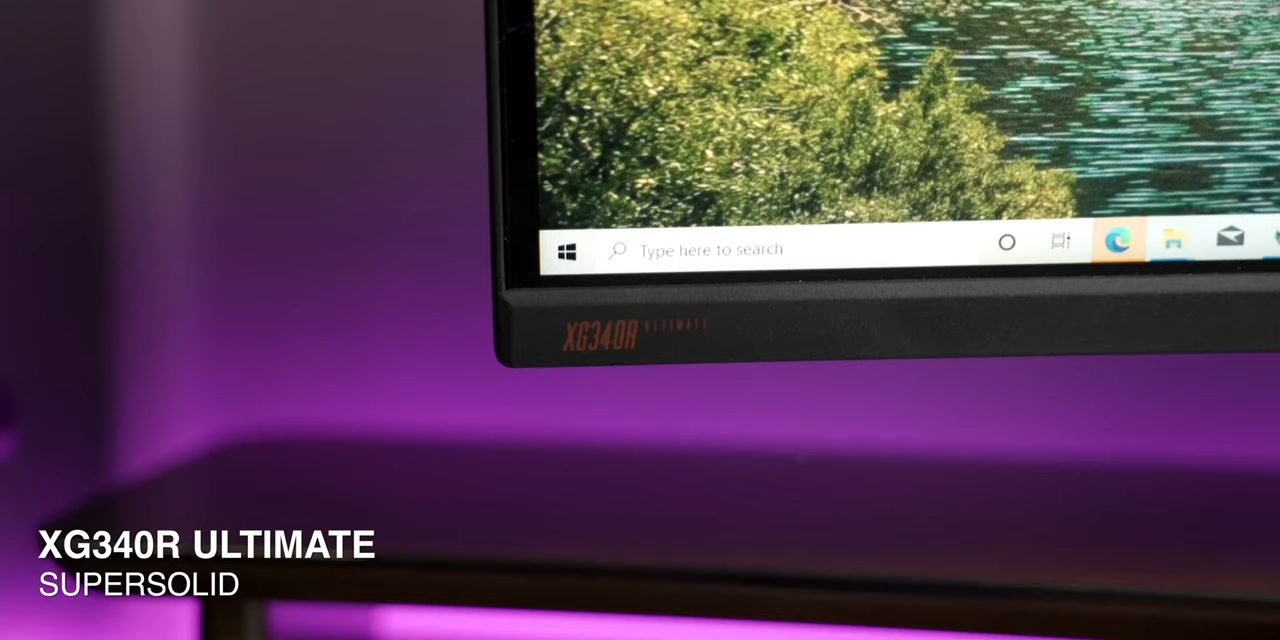 Type here to search
XG340R ULTIMATE
XG340R ULTIMATE
SUPERSOLID